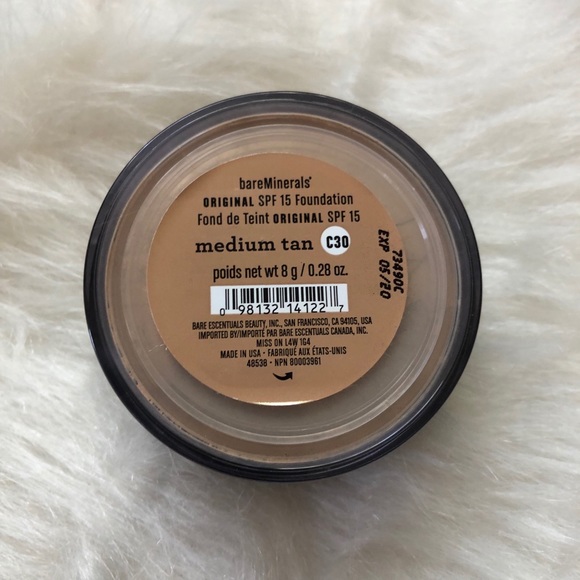 bareMinerals®
ORIGINAL SPF 15 Foundation
Fond de Teint ORIGINAL SPF 15
medium tan C30
poids net wt 8 g / 0.28 oz.
0 98132 14122 7
BARE ESCENTUALS BEAUTY, INC., SAN FRANCISCO, CA 94105, USA
IMPORTED BY/IMPORTÉ PAR BARE ESCENTUALS CANADA, INC.
MISS ON L4W 1G4
MADE IN USA - FABRIQUÉ AUX ÉTATS-UNIS
48538 - NPN 80003961
73490C
EXP 05/20